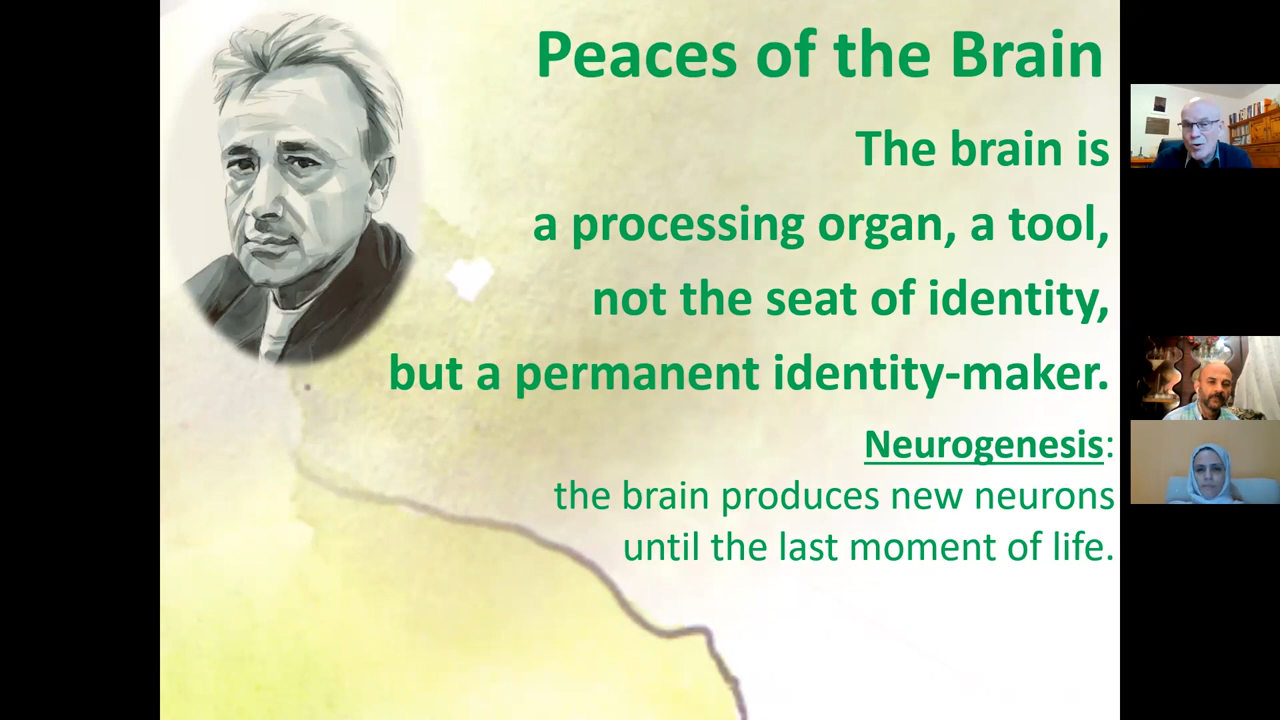 Peaces of the Brain
The brain is
a processing organ, a tool,
not the seat of identity,
but a permanent identity-maker.
Neurogenesis:
the brain produces new neurons
until the last moment of life.